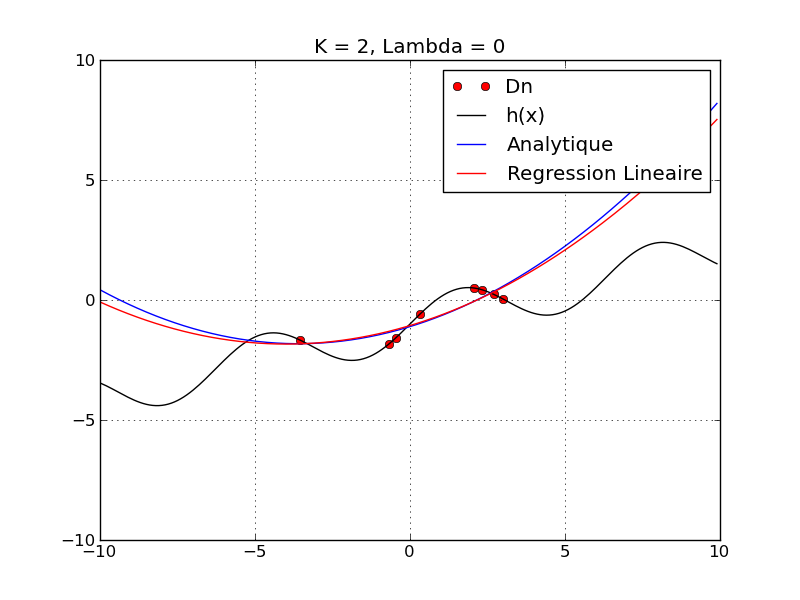 K = 2, Lambda = 0
10
5
0
−5
−10
−10
−5
0
5
10
Dn
h(x)
Analytique
Regression Lineaire